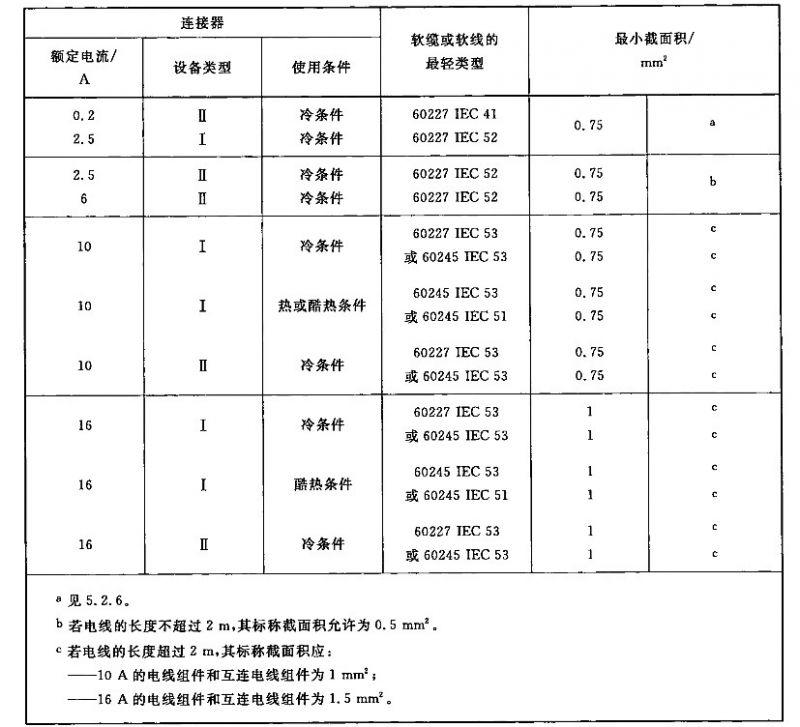 连接器 软缆或软线的最轻类型 最小截面积/mm²
额定电流/A 设备类型 使用条件
0.2 Ⅱ 冷条件 60227 IEC 41 0.75 a
2.5 Ⅰ 冷条件 60227 IEC 52
2.5 Ⅱ 冷条件 60227 IEC 52 0.75 b
6 Ⅱ 冷条件 60227 IEC 52 0.75
10 Ⅰ 冷条件 60227 IEC 53 0.75 c
或 60245 IEC 53 0.75 c
10 Ⅰ 热或酷热条件 60245 IEC 53 0.75 c
或 60245 IEC 51 0.75 c
10 Ⅱ 冷条件 60227 IEC 53 0.75 c
或 60245 IEC 53 0.75 c
16 Ⅰ 冷条件 60227 IEC 53 1 c
或 60245 IEC 53 1 c
16 Ⅰ 酷热条件 60245 IEC 53 1 c
或 60245 IEC 51 1 c
16 Ⅱ 冷条件 60227 IEC 53 1 c
或 60245 IEC 53 1 c
a 见 5.2.6。
b 若电线的长度不超过 2 m,其标称截面积允许为 0.5 mm²。
c 若电线的长度超过 2 m,其标称截面积应:
——10 A 的电线组件和互连电线组件为 1 mm²;
——16 A 的电线组件和互连电线组件为 1.5 mm²。